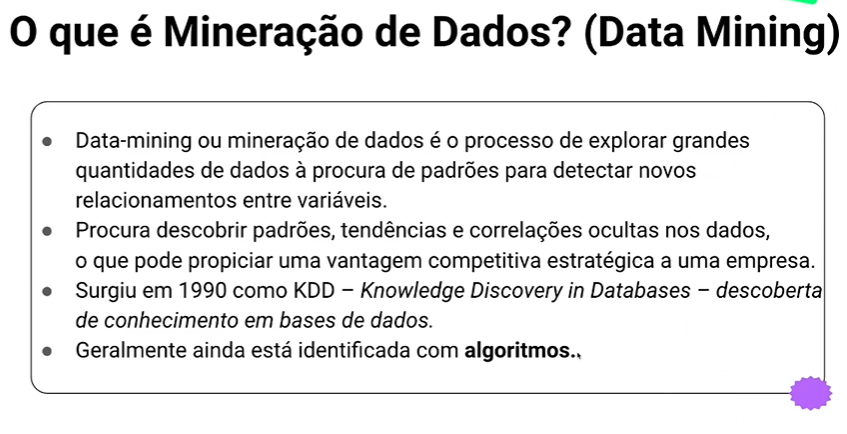 O que é Mineração de Dados? (Data Mining)
● Data-mining ou mineração de dados é o processo de explorar grandes
quantidades de dados à procura de padrões para detectar novos
relacionamentos entre variáveis.
● Procura descobrir padrões, tendências e correlações ocultas nos dados,
o que pode propiciar uma vantagem competitiva estratégica a uma empresa.
● Surgiu em 1990 como KDD – Knowledge Discovery in Databases – descoberta
de conhecimento em bases de dados.
● Geralmente ainda está identificada com algoritmos..